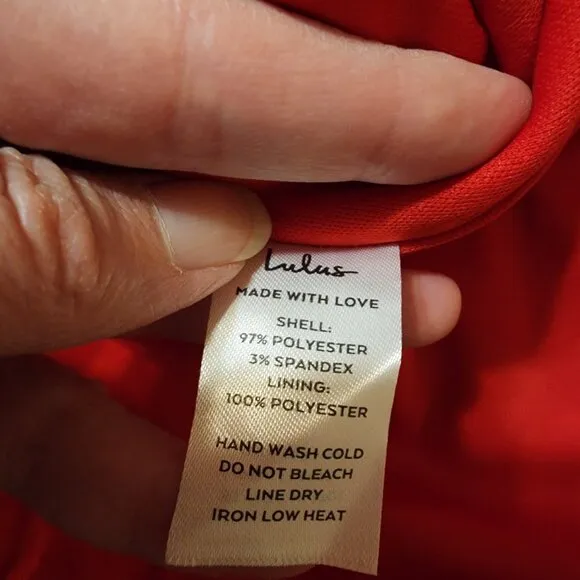 Lulus
MADE WITH LOVE
SHELL:
97% POLYESTER
3% SPANDEX
LINING:
100% POLYESTER
HAND WASH COLD
DO NOT BLEACH
LINE DRY
IRON LOW HEAT